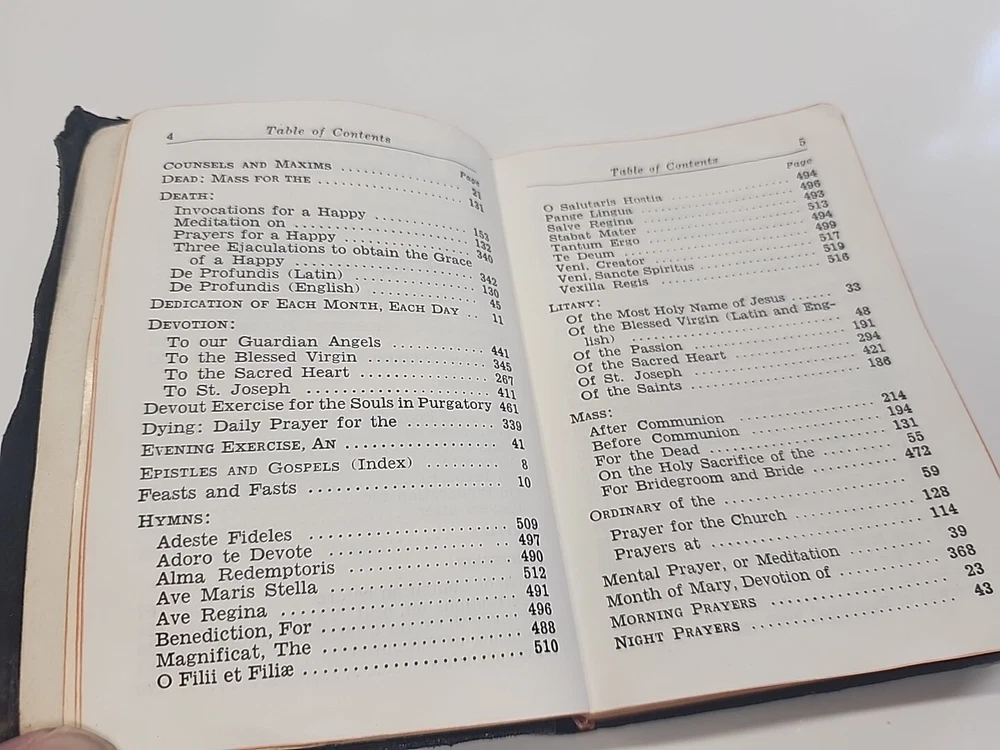 4 Table of Contents
Page
COUNSELS AND MAXIMS .......... 21
DEAD: MASS FOR THE .......... 131
DEATH:
Invocations for a Happy .......... 153
Meditation on .......... 132
Prayers for a Happy .......... 340
Three Ejaculations to obtain the Grace
of a Happy .......... 342
De Profundis (Latin) .......... 130
De Profundis (English) .......... 45
DEDICATION OF EACH MONTH, EACH DAY .. 11
DEVOTION:
To our Guardian Angels .......... 441
To the Blessed Virgin .......... 345
To the Sacred Heart .......... 267
To St. Joseph .......... 411
Devout Exercise for the Souls in Purgatory 461
Dying: Daily Prayer for the .......... 339
EVENING EXERCISE, AN .......... 41
EPISTLES AND GOSPELS (Index) .......... 8
Feasts and Fasts .......... 10
HYMNS:
Adeste Fideles .......... 509
Adoro te Devote .......... 497
Alma Redemptoris .......... 490
Ave Maris Stella .......... 512
Ave Regina .......... 491
Benediction, For .......... 496
Magnificat, The .......... 488
O Filii et Filiæ .......... 510
Table of Contents 5
Page
O Salutaris Hostia .......... 494
Pange Lingua .......... 496
Salve Regina .......... 493
Stabat Mater .......... 513
Tantum Ergo .......... 494
Te Deum .......... 499
Veni, Creator .......... 517
Veni, Sancte Spiritus .......... 519
Vexilla Regis .......... 516
LITANY:
Of the Most Holy Name of Jesus ...... 33
Of the Blessed Virgin (Latin and Eng-
lish) .......... 48
Of the Passion .......... 191
Of the Sacred Heart .......... 294
Of St. Joseph .......... 421
Of the Saints .......... 186
MASS:
After Communion .......... 214
Before Communion .......... 194
For the Dead .......... 131
On the Holy Sacrifice of the .......... 55
For Bridegroom and Bride .......... 472
ORDINARY of the .......... 59
Prayer for the Church .......... 128
Prayers at .......... 114
Mental Prayer, or Meditation .......... 39
Month of Mary, Devotion of .......... 368
MORNING PRAYERS .......... 23
NIGHT PRAYERS .......... 43